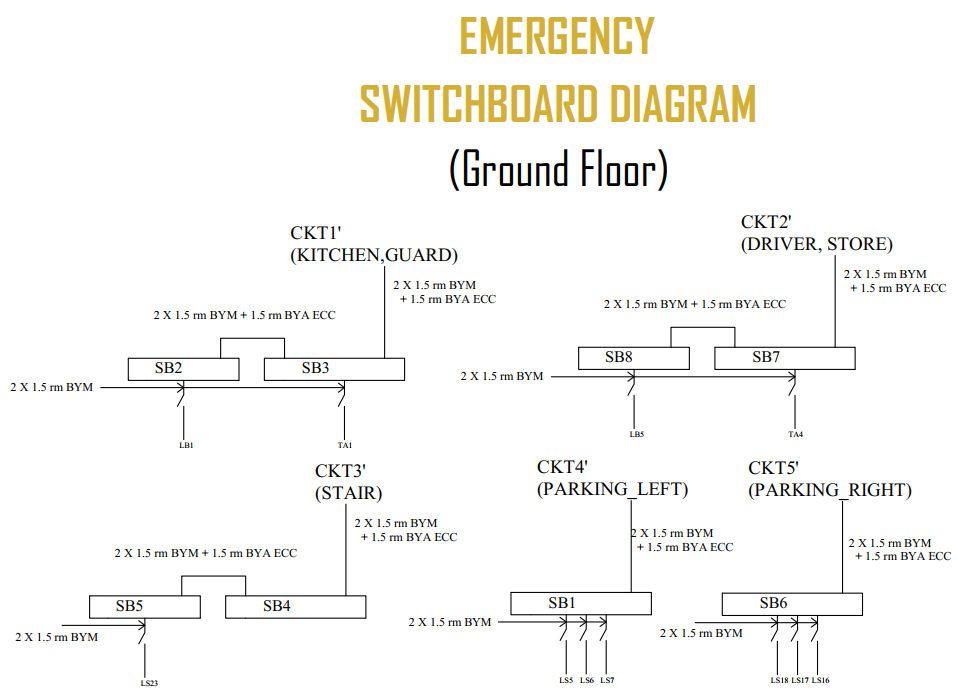 EMERGENCY
SWITCHBOARD DIAGRAM
(Ground Floor)
CKT1'
(KITCHEN,GUARD)
2 X 1.5 rm BYM
+ 1.5 rm BYA ECC
2 X 1.5 rm BYM + 1.5 rm BYA ECC
SB2
SB3
2 X 1.5 rm BYM
LB1
TA1
CKT2'
(DRIVER, STORE)
2 X 1.5 rm BYM
+ 1.5 rm BYA ECC
2 X 1.5 rm BYM + 1.5 rm BYA ECC
SB8
SB7
2 X 1.5 rm BYM
LB5
TA4
CKT3'
(STAIR)
2 X 1.5 rm BYM
+ 1.5 rm BYA ECC
2 X 1.5 rm BYM + 1.5 rm BYA ECC
SB5
SB4
2 X 1.5 rm BYM
LS23
CKT4'
(PARKING_LEFT)
2 X 1.5 rm BYM
+ 1.5 rm BYA ECC
SB1
2 X 1.5 rm BYM
LS5 LS6 LS7
CKT5'
(PARKING_RIGHT)
2 X 1.5 rm BYM
+ 1.5 rm BYA ECC
SB6
2 X 1.5 rm BYM
LS18 LS17 LS16